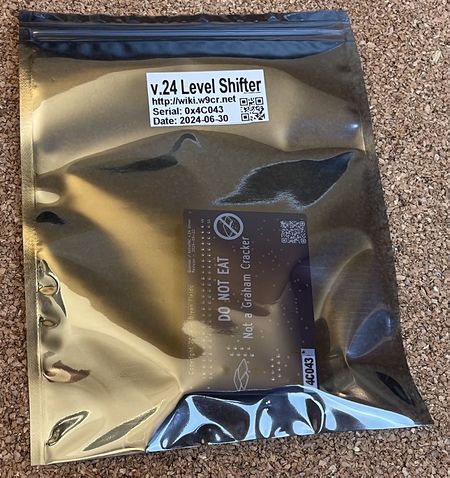 v.24 Level Shifter
http://wiki.w9cr.net
Serial: 0x4C043
Date: 2024-06-30
DO NOT EAT
Not a Graham Cracker
4C043